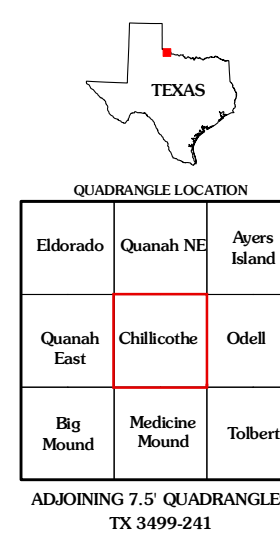 TEXAS
QUADRANGLE LOCATION
Eldorado
Quanah NE
Ayers
Island
Quanah
East
Chillicothe
Odell
Big
Mound
Medicine
Mound
Tolbert
ADJOINING 7.5' QUADRANGLE
TX 3499-241